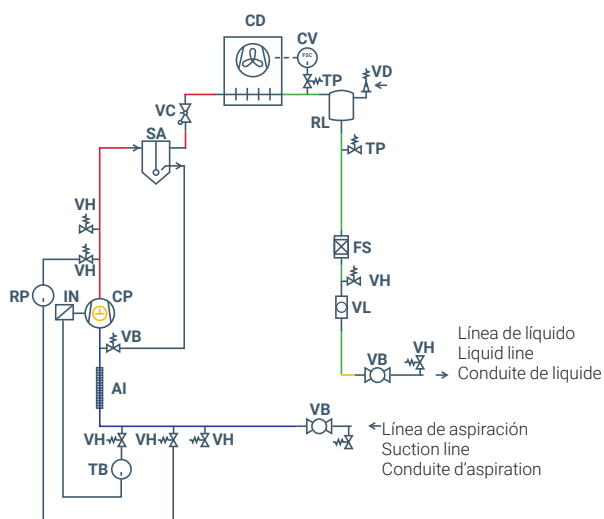 CD
CV
FSC
TP
VD
VC
RL
SA
TP
VH
FS
VH
VH
RP
IN
CP
VL
VB
VH
Línea de líquido
Liquid line
Conduite de liquide
VB
AI
VB
Línea de aspiración
Suction line
Conduite d'aspiration
VH
VH
VH
TB